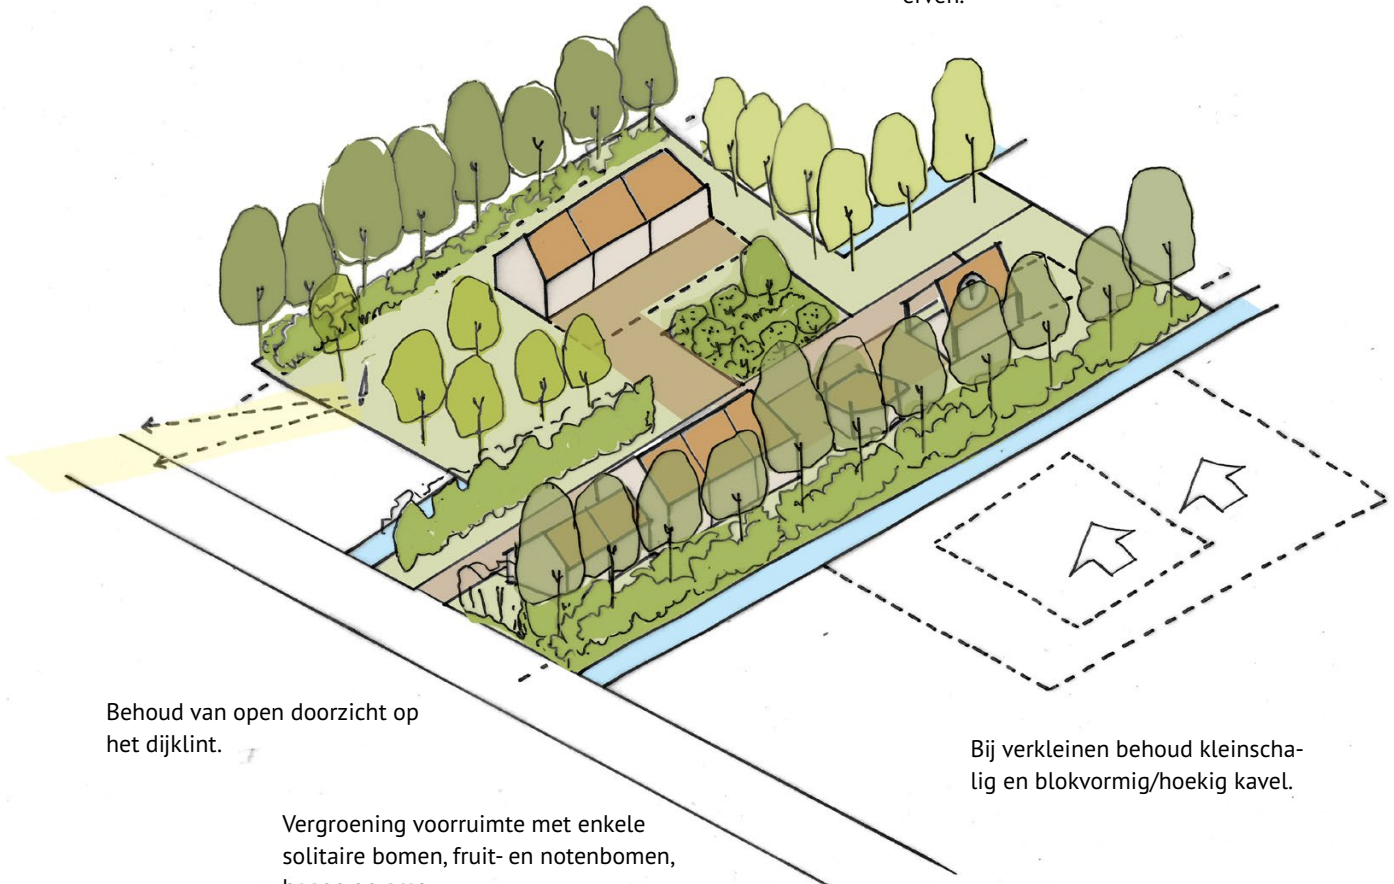 erven.
Behoud van open doorzicht op
het dijklint.
Bij verkleinen behoud kleinscha-
lig en blokvormig/hoekig kavel.
Vergroening voorruimte met enkele
solitaire bomen, fruit- en notenbomen,